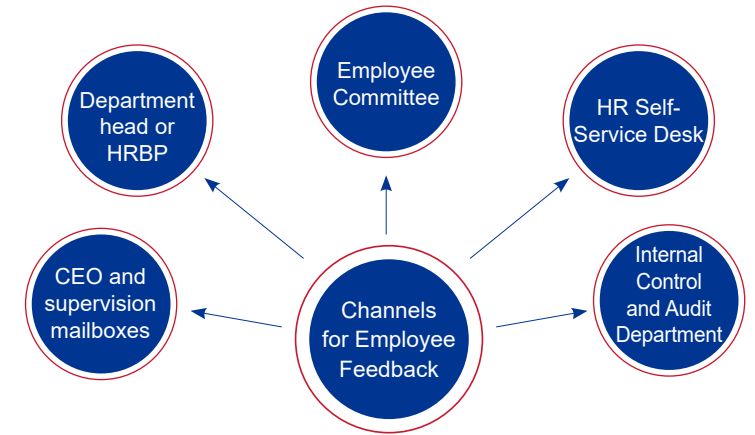 Employee
Committee
Department
head or
HRBP
HR Self-
Service Desk
CEO and
supervision
mailboxes
Internal
Control
and Audit
Department
Channels
for Employee
Feedback